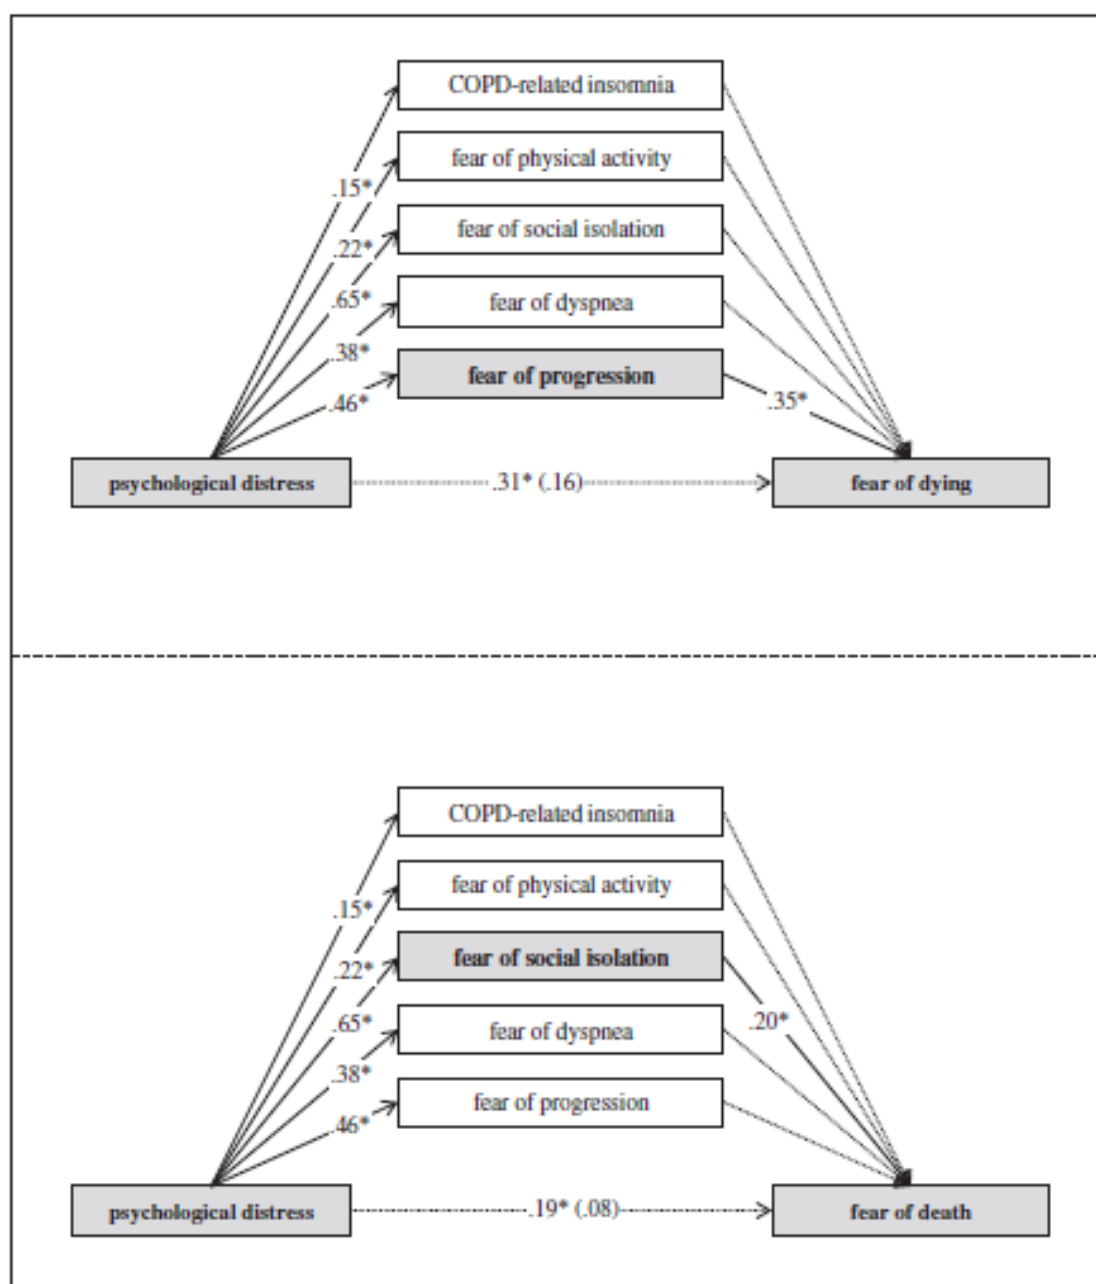 COPD-related insomnia
fear of physical activity
.15*
fear of social isolation
.22*
.65*
fear of dyspnea
.38*
fear of progression
.46*
.35*
psychological distress
.31* (.16)
fear of dying
COPD-related insomnia
fear of physical activity
.15*
fear of social isolation
.22*
.65*
.20*
fear of dyspnea
.38*
fear of progression
.46*
psychological distress
.19* (.08)
fear of death